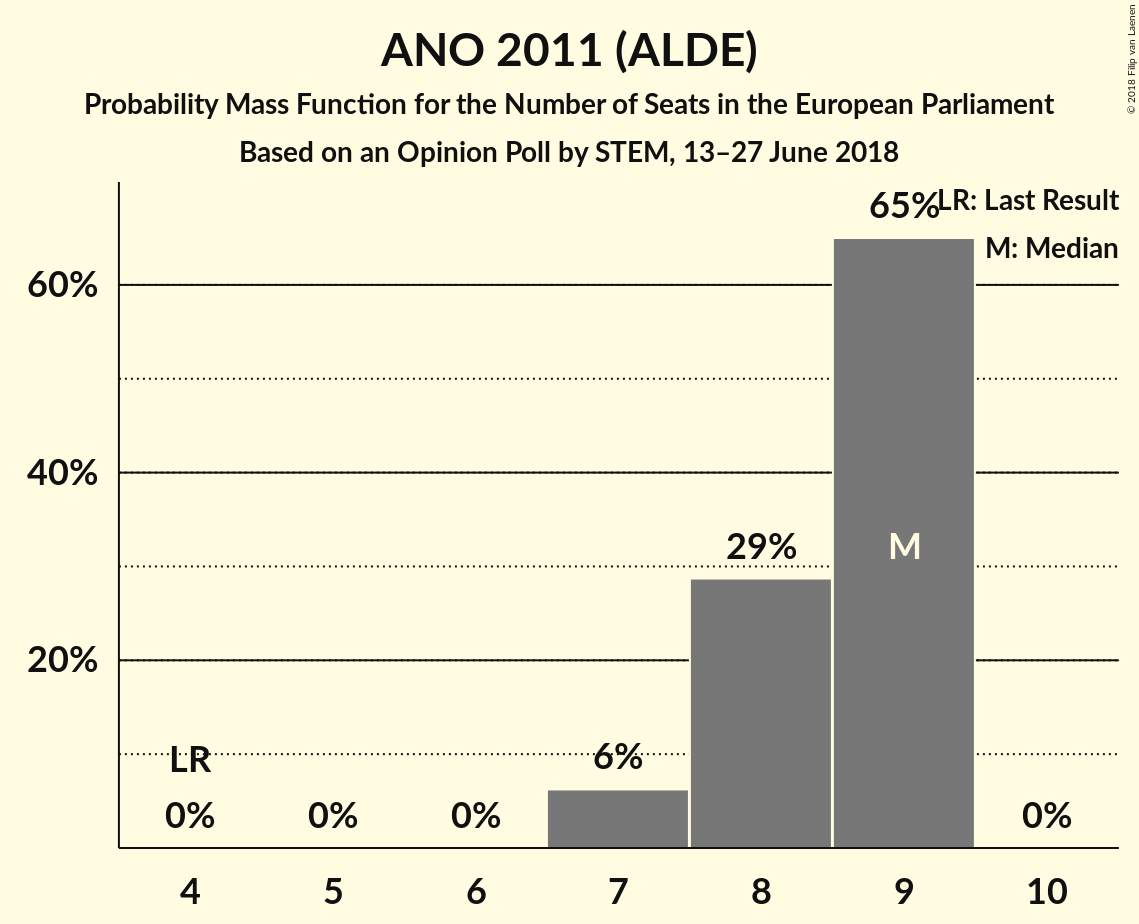 ANO 2011 (ALDE)
Probability Mass Function for the Number of Seats in the European Parliament
Based on an Opinion Poll by STEM, 13–27 June 2018
© 2018 Filip van Laenen
LR: Last Result
M: Median
65%
60%
40%
29%
M
20%
LR
6%
0%
0%
0%
0%
4
5
6
7
8
9
10